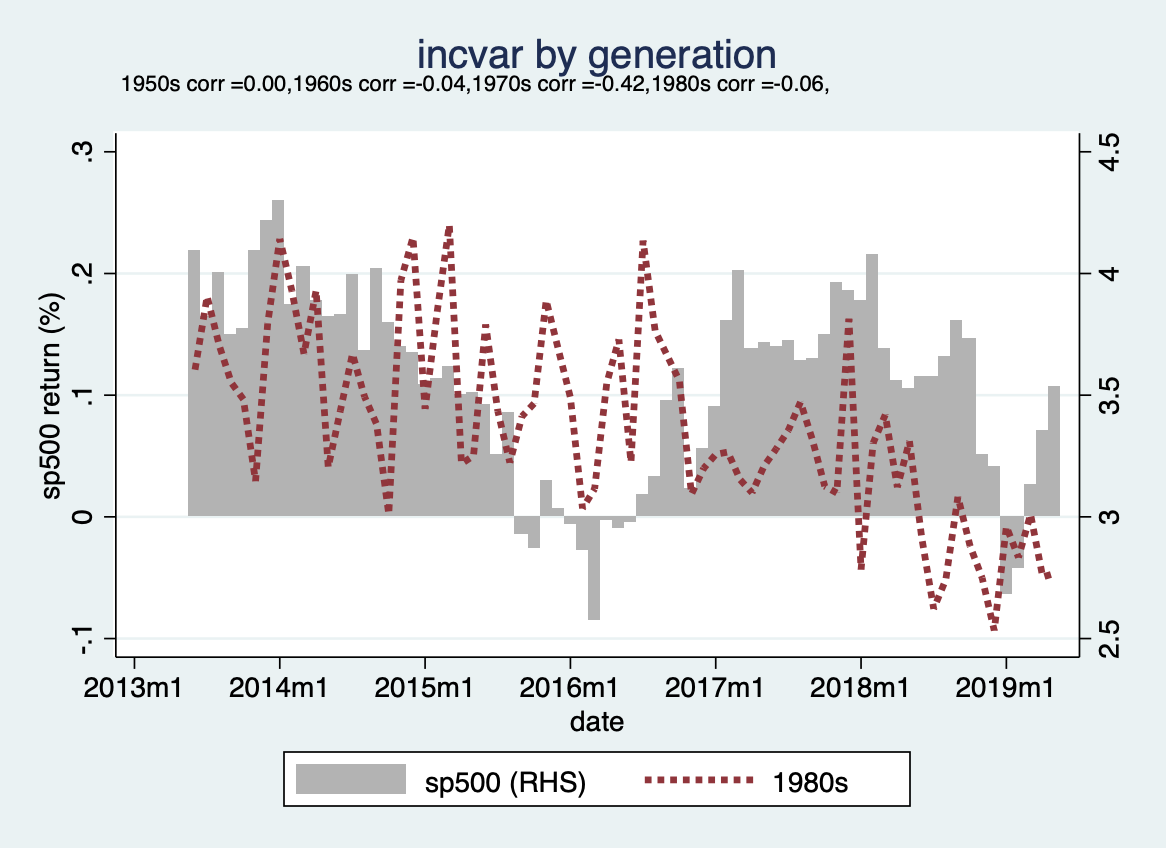 incvar by generation
1950s corr =0.00,1960s corr =-0.04,1970s corr =-0.42,1980s corr =-0.06,
sp500 return (%)
.3
.2
.1
0
-.1
4.5
4
3.5
3
2.5
2013m1 2014m1 2015m1 2016m1 2017m1 2018m1 2019m1
date
sp500 (RHS) 1980s